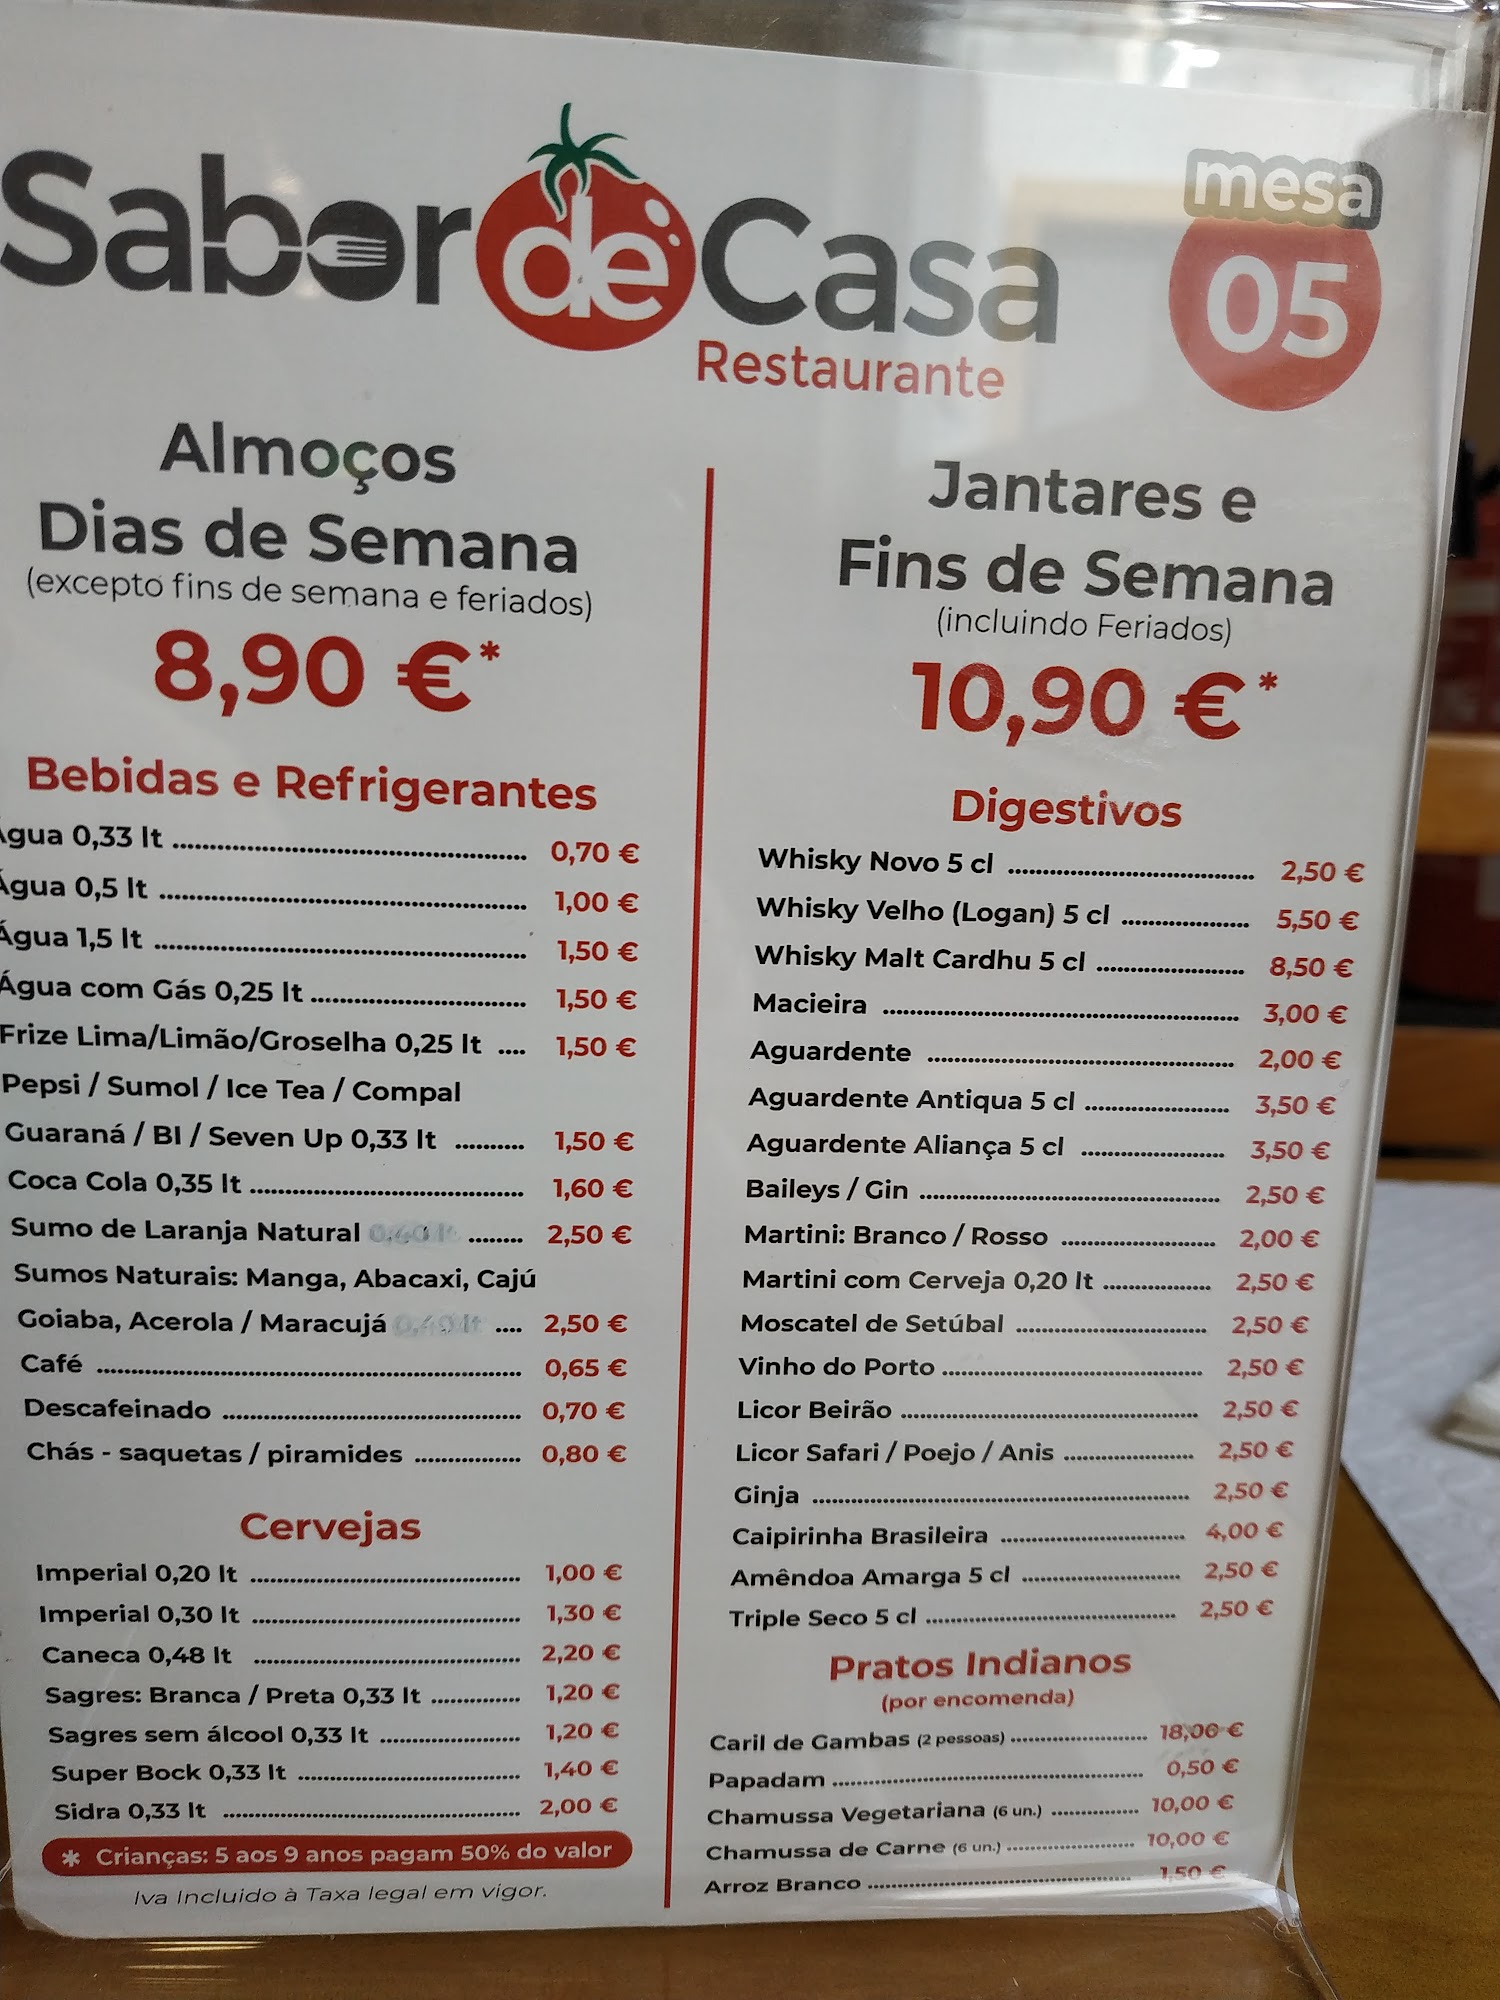 Sabor de Casa
Restaurante
mesa
05
Almoços
Dias de Semana
(excepto fins de semana e feriados)
8,90 €*
Bebidas e Refrigerantes
Água 0,33 lt ........ 0,70 €
Água 0,5 lt ........ 1,00 €
Água 1,5 lt ........ 1,50 €
Água com Gás 0,25 lt ........ 1,50 €
Frize Lima/Limão/Groselha 0,25 lt .... 1,50 €
Pepsi / Sumol / Ice Tea / Compal
Guaraná / BI / Seven Up 0,33 lt ........ 1,50 €
Coca Cola 0,35 lt ........ 1,60 €
Sumo de Laranja Natural ........ 2,50 €
Sumos Naturais: Manga, Abacaxi, Cajú
Goiaba, Acerola / Maracujá 0,40 lt .... 2,50 €
Café ........ 0,65 €
Descafeinado ........ 0,70 €
Chás - saquetas / piramides ........ 0,80 €
Cervejas
Imperial 0,20 lt ........ 1,00 €
Imperial 0,30 lt ........ 1,30 €
Caneca 0,48 lt ........ 2,20 €
Sagres: Branca / Preta 0,33 lt ........ 1,20 €
Sagres sem álcool 0,33 lt ........ 1,20 €
Super Bock 0,33 lt ........ 1,40 €
Sidra 0,33 lt ........ 2,00 €
* Crianças: 5 aos 9 anos pagam 50% do valor
Iva Incluido à Taxa legal em vigor.
Jantares e
Fins de Semana
(incluindo Feriados)
10,90 €*
Digestivos
Whisky Novo 5 cl ........ 2,50 €
Whisky Velho (Logan) 5 cl ........ 5,50 €
Whisky Malt Cardhu 5 cl ........ 8,50 €
Macieira ........ 3,00 €
Aguardente ........ 2,00 €
Aguardente Antiqua 5 cl ........ 3,50 €
Aguardente Aliança 5 cl ........ 3,50 €
Baileys / Gin ........ 2,50 €
Martini: Branco / Rosso ........ 2,00 €
Martini com Cerveja 0,20 lt ........ 2,50 €
Moscatel de Setúbal ........ 2,50 €
Vinho do Porto ........ 2,50 €
Licor Beirão ........ 2,50 €
Licor Safari / Poejo / Anis ........ 2,50 €
Ginja ........ 2,50 €
Caipirinha Brasileira ........ 4,00 €
Amêndoa Amarga 5 cl ........ 2,50 €
Triple Seco 5 cl ........ 2,50 €
Pratos Indianos
(por encomenda)
Caril de Gambas (2 pessoas) ........ 18,00 €
Papadam ........ 0,50 €
Chamussa Vegetariana (6 un.) ........ 10,00 €
Chamussa de Carne (6 un.) ........ 10,00 €
Arroz Branco ........ 1,50 €